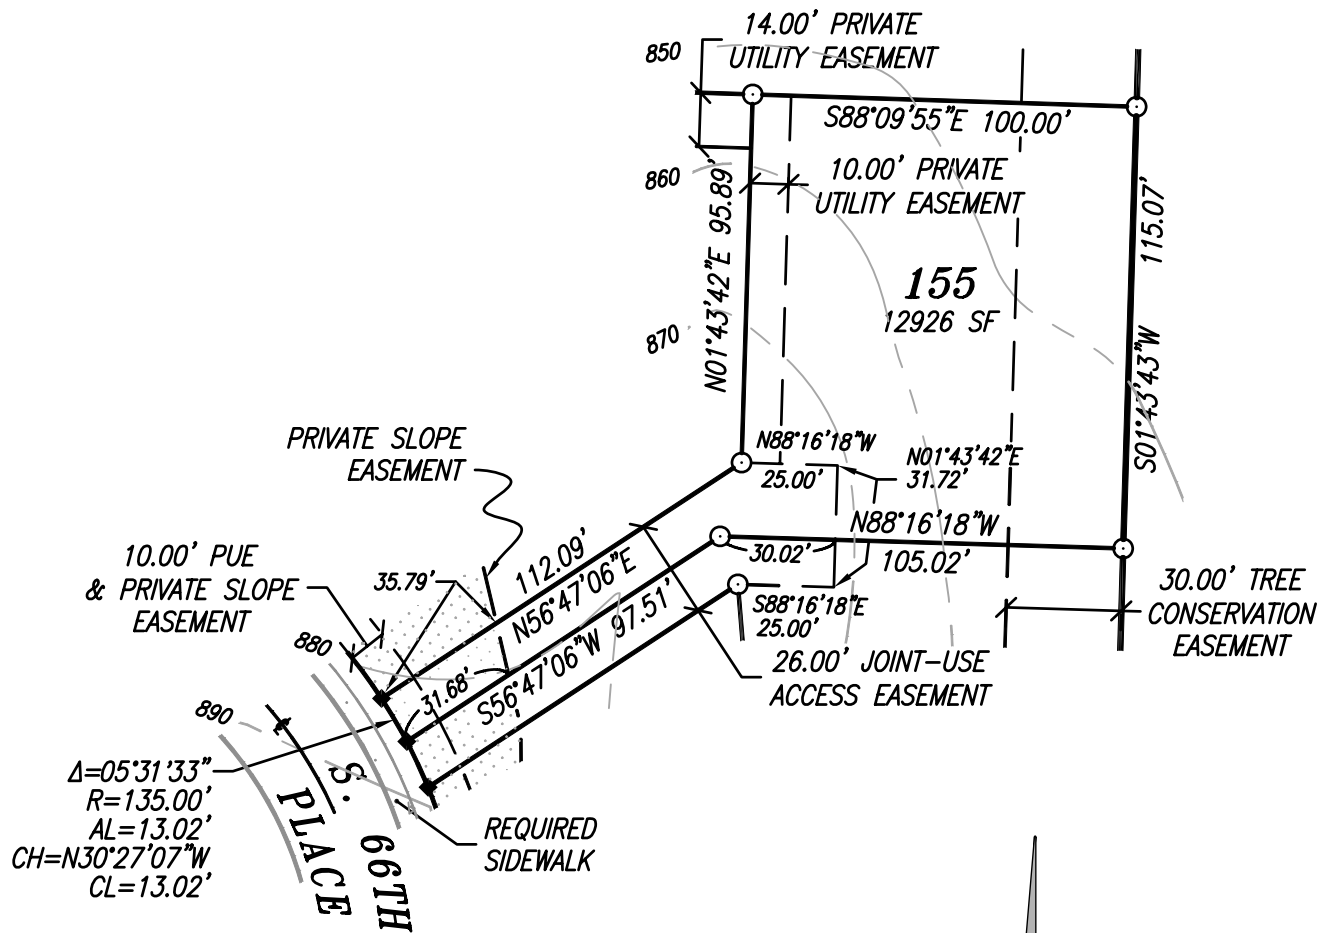 14.00' PRIVATE
UTILITY EASEMENT
850
S88°09'55"E 100.00'
860
10.00' PRIVATE
UTILITY EASEMENT
N01°43'42"E 95.89'
115.07'
S01°43'43"W
155
12926 SF
870
PRIVATE SLOPE
EASEMENT
N88°16'18"W
25.00'
N01°43'42"E
31.72'
N88°16'18"W
105.02'
30.02'
112.09'
N56°47'06"E
S56°47'06"W 97.51'
10.00' PUE
& PRIVATE SLOPE
EASEMENT
35.79'
31.68'
S88°16'18"E
25.00'
30.00' TREE
CONSERVATION
EASEMENT
26.00' JOINT-USE
ACCESS EASEMENT
880
890
Δ=05°31'33"
R=135.00'
AL=13.02'
CH=N30°27'07"W
CL=13.02'
S. 66TH
PLACE
REQUIRED
SIDEWALK